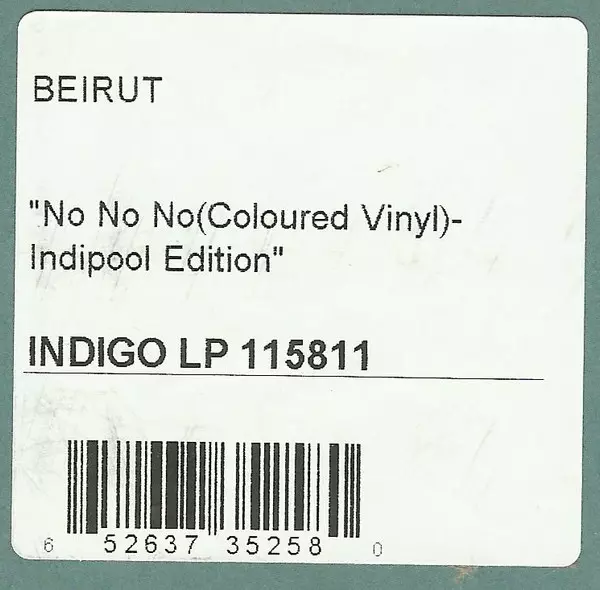 BEIRUT
"No No No(Coloured Vinyl)-
Indipool Edition"
INDIGO LP 115811
6 52637 35258 0